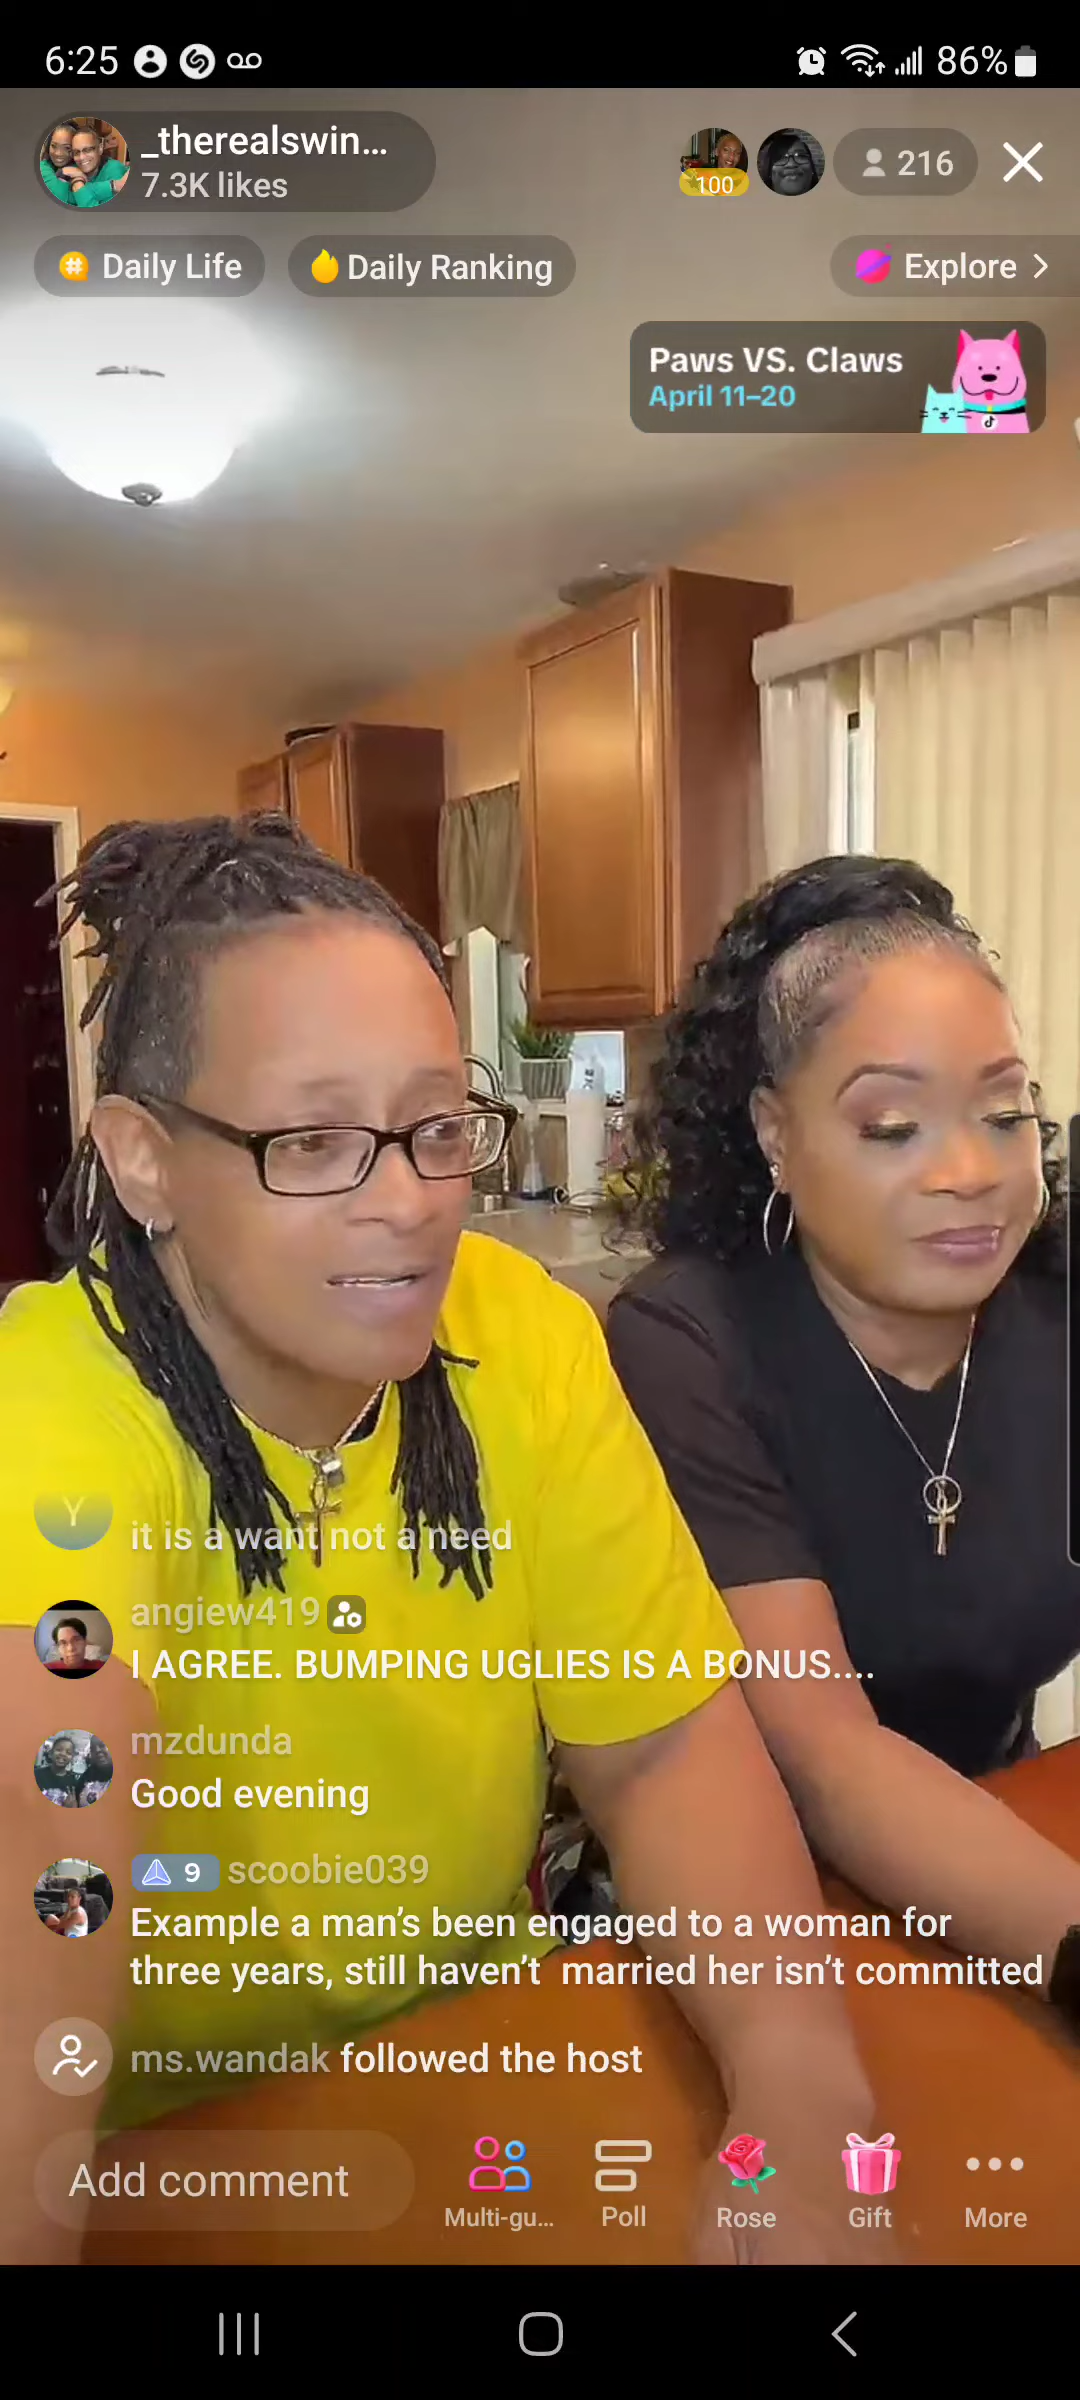 6:25 86%
_therealswin...
7.3K likes
100
216
Daily Life
Daily Ranking
Explore >
Paws VS. Claws
April 11–20
Y
it is a want not a need
angiew419
I AGREE. BUMPING UGLIES IS A BONUS....
mzdunda
Good evening
9 scoobie039
Example a man’s been engaged to a woman for
three years, still haven’t married her isn’t committed
ms.wandak followed the host
Add comment
Multi-gu...
Poll
Rose
Gift
More